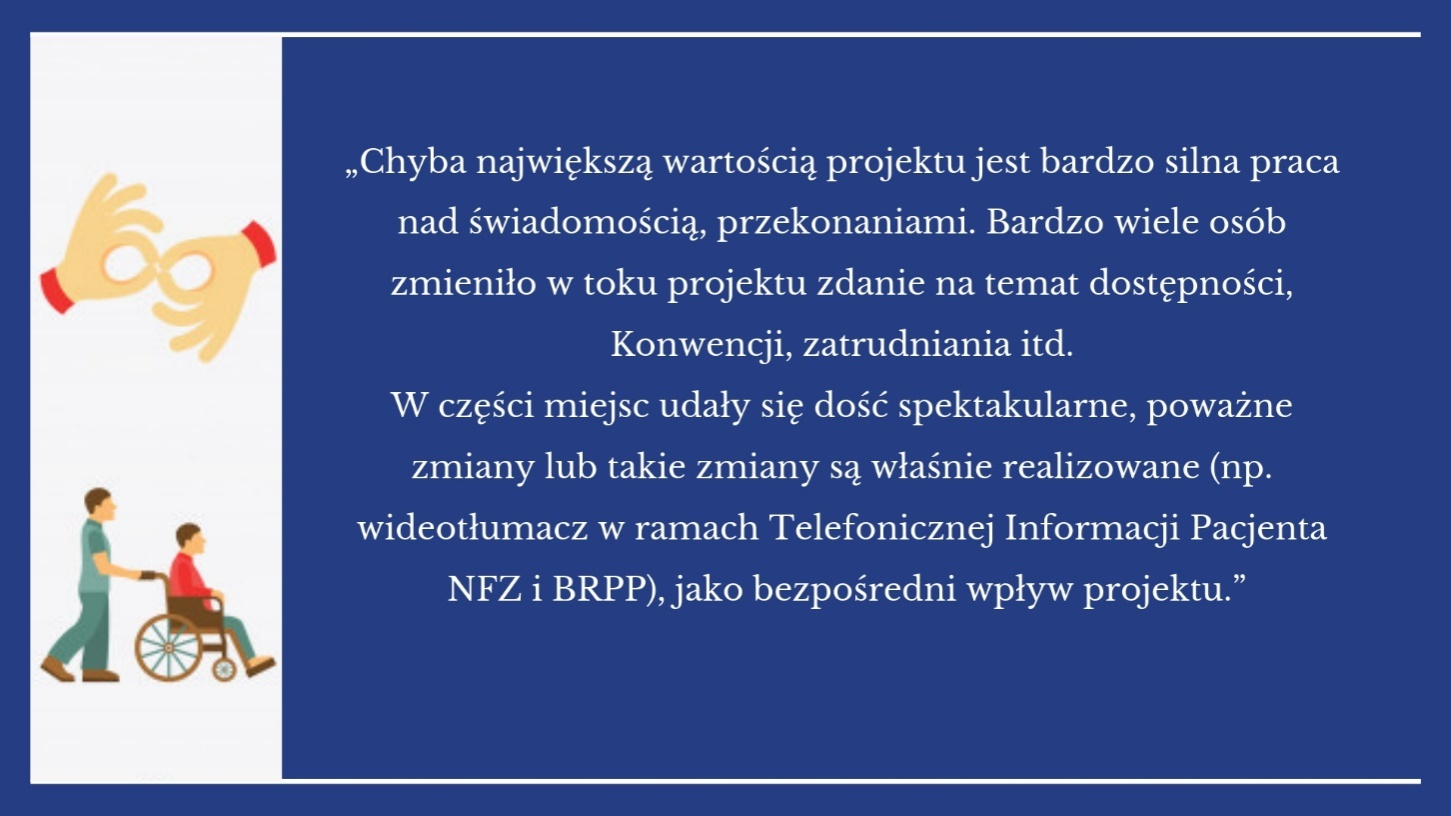 „Chyba największą wartością projektu jest bardzo silna praca
nad świadomością, przekonaniami. Bardzo wiele osób
zmieniło w toku projektu zdanie na temat dostępności,
Konwencji, zatrudniania itd.
W części miejsc udały się dość spektakularne, poważne
zmiany lub takie zmiany są właśnie realizowane (np.
wideotłumacz w ramach Telefonicznej Informacji Pacjenta
NFZ i BRPP), jako bezpośredni wpływ projektu.”